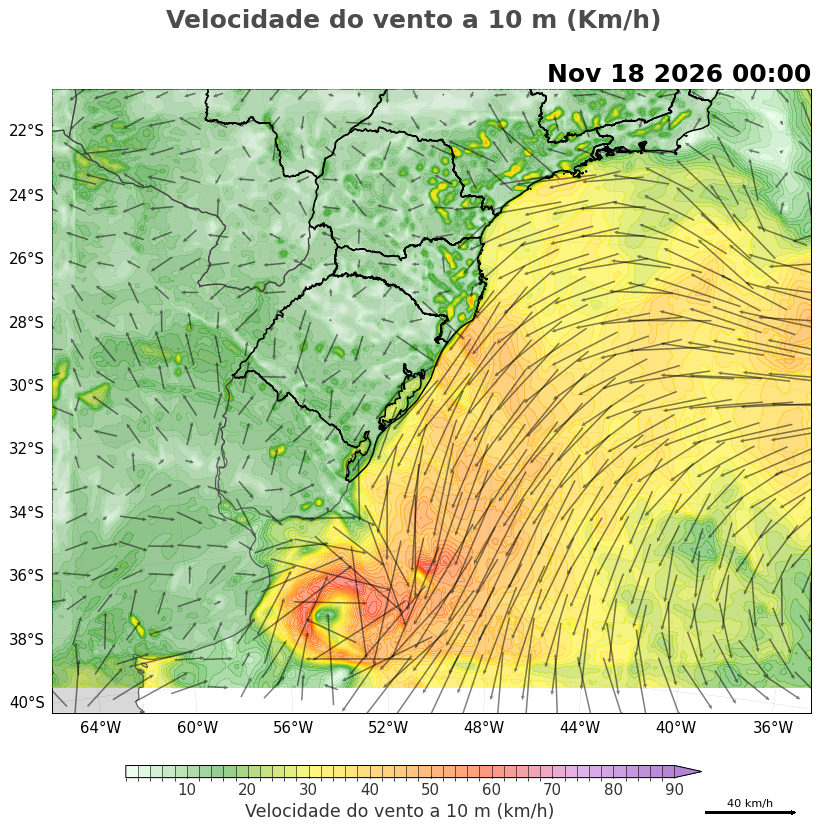 Velocidade do vento a 10 m (Km/h)
Nov 18 2026 00:00
22°S
24°S
26°S
28°S
30°S
32°S
34°S
36°S
38°S
40°S
64°W 60°W 56°W 52°W 48°W 44°W 40°W 36°W
10 20 30 40 50 60 70 80 90
Velocidade do vento a 10 m (km/h)
40 km/h